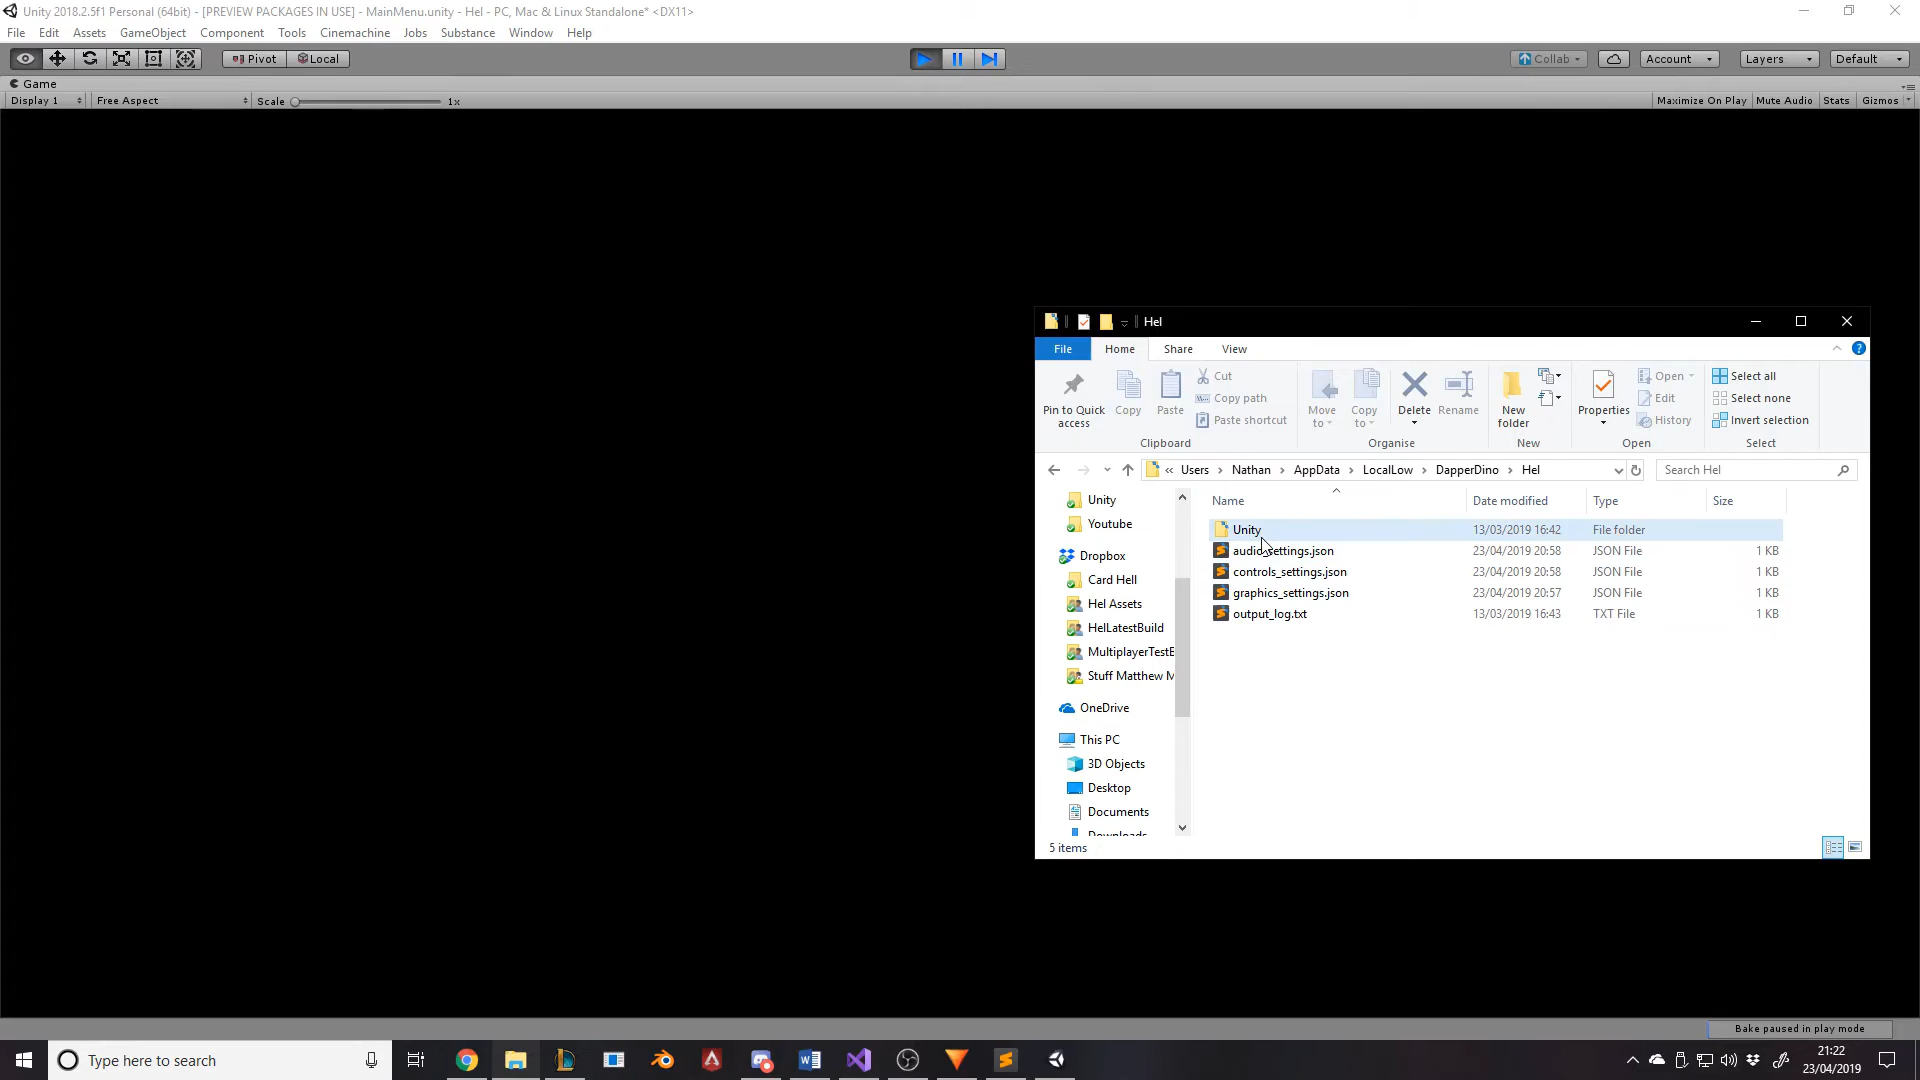 Unity 2018.2.5f1 Personal (64bit) - [PREVIEW PACKAGES IN USE] - MainMenu.unity - Hel - PC, Mac & Linux Standalone* <DX11>
File Edit Assets GameObject Component Tools Cinemachine Jobs Substance Window Help
Pivot Local Collab Account Layers Default
Game
Display 1 Free Aspect Scale 1x Maximize On Play Mute Audio Stats Gizmos
Hel
File Home Share View
Pin to Quick access
Copy
Paste
Cut
Copy path
Paste shortcut
Clipboard
Move to
Copy to
Delete
Rename
Organise
New folder
New
Properties
Open
Edit
History
Open
Select all
Select none
Invert selection
Select
« Users > Nathan > AppData > LocalLow > DapperDino > Hel
Search Hel
Unity
Youtube
Dropbox
Card Hell
Hel Assets
HelLatestBuild
MultiplayerTestB
Stuff Matthew M
OneDrive
This PC
3D Objects
Desktop
Documents
Downloads
Name Date modified Type Size
Unity 13/03/2019 16:42 File folder
audio_settings.json 23/04/2019 20:58 JSON File 1 KB
controls_settings.json 23/04/2019 20:58 JSON File 1 KB
graphics_settings.json 23/04/2019 20:57 JSON File 1 KB
output_log.txt 13/03/2019 16:43 TXT File 1 KB
5 items
Bake paused in play mode
Type here to search
21:22
23/04/2019